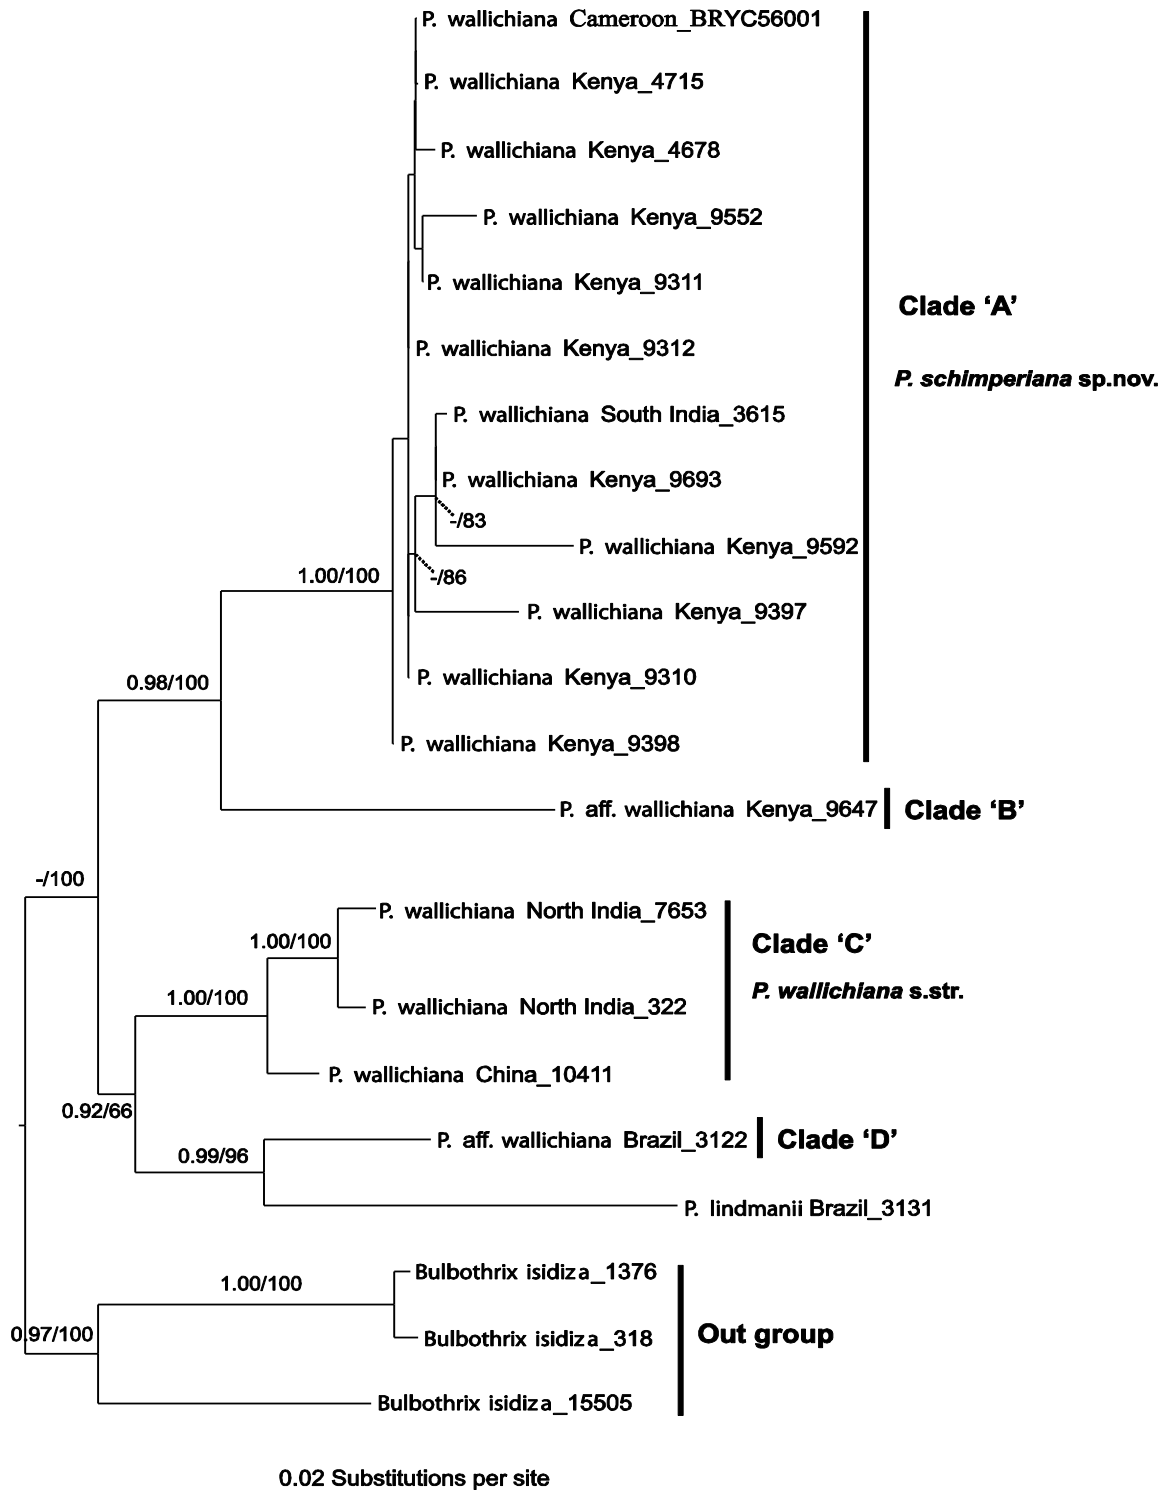 P. wallichiana Cameroon_BRYC56001
P. wallichiana Kenya_4715
P. wallichiana Kenya_4678
P. wallichiana Kenya_9552
P. wallichiana Kenya_9311
Clade ‘A’
P. wallichiana Kenya_9312
P. schimperiana sp.nov.
P. wallichiana South India_3615
P. wallichiana Kenya_9693
-/83
P. wallichiana Kenya_9592
1.00/100
-/86
P. wallichiana Kenya_9397
P. wallichiana Kenya_9310
0.98/100
P. wallichiana Kenya_9398
P. aff. wallichiana Kenya_9647
Clade ‘B’
-/100
P. wallichiana North India_7653
1.00/100
Clade ‘C’
P. wallichiana s.str.
1.00/100
P. wallichiana North India_322
P. wallichiana China_10411
0.92/66
P. aff. wallichiana Brazil_3122
Clade ‘D’
0.99/96
P. lindmanii Brazil_3131
Bulbothrix isidiza_1376
1.00/100
0.97/100
Bulbothrix isidiza_318
Out group
Bulbothrix isidiza_15505
0.02 Substitutions per site